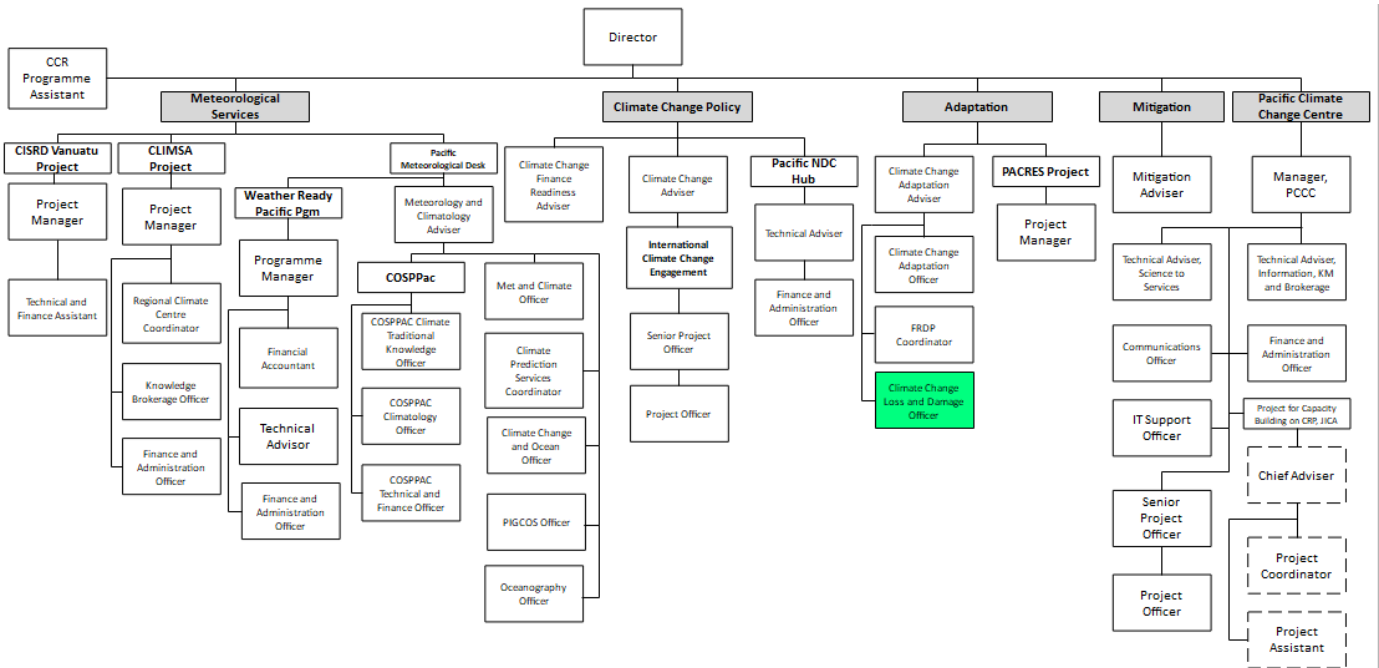 Director
CCR
Programme
Assistant
Meteorological
Services
Climate Change Policy
Adaptation
Mitigation
Pacific Climate
Change Centre
CISRD Vanuatu
Project
Project
Manager
Technical and
Finance Assistant
CLIMSA
Project
Project
Manager
Regional Climate
Centre
Coordinator
Knowledge
Brokerage Officer
Finance and
Administration
Officer
Pacific
Meteorological Desk
Weather Ready
Pacific Pgm
Programme
Manager
Financial
Accountant
Technical
Advisor
Finance and
Administration
Officer
Meteorology and
Climatology
Adviser
COSPPac
COSPPAC Climate
Traditional
Knowledge Officer
COSPPAC
Climatology
Officer
COSPPAC
Technical and
Finance Officer
Met and Climate
Officer
Climate
Prediction
Services
Coordinator
Climate Change
and Ocean
Officer
PIGCOS Officer
Oceanography
Officer
Climate Change
Finance
Readiness
Adviser
Climate Change
Adviser
International
Climate Change
Engagement
Senior Project
Officer
Project Officer
Pacific NDC
Hub
Technical Adviser
Finance and
Administration
Officer
Climate Change
Adaptation
Adviser
Climate Change
Adaptation
Officer
FRDP
Coordinator
Climate Change
Loss and Damage
Officer
PACRES Project
Project
Manager
Mitigation
Adviser
Manager,
PCCC
Technical Adviser,
Science to
Services
Technical Adviser,
Information, KM
and Brokerage
Communications
Officer
Finance and
Administration
Officer
IT Support
Officer
Project for Capacity
Building on CRP, JICA
Chief Adviser
Senior
Project
Officer
Project
Coordinator
Project
Officer
Project
Assistant